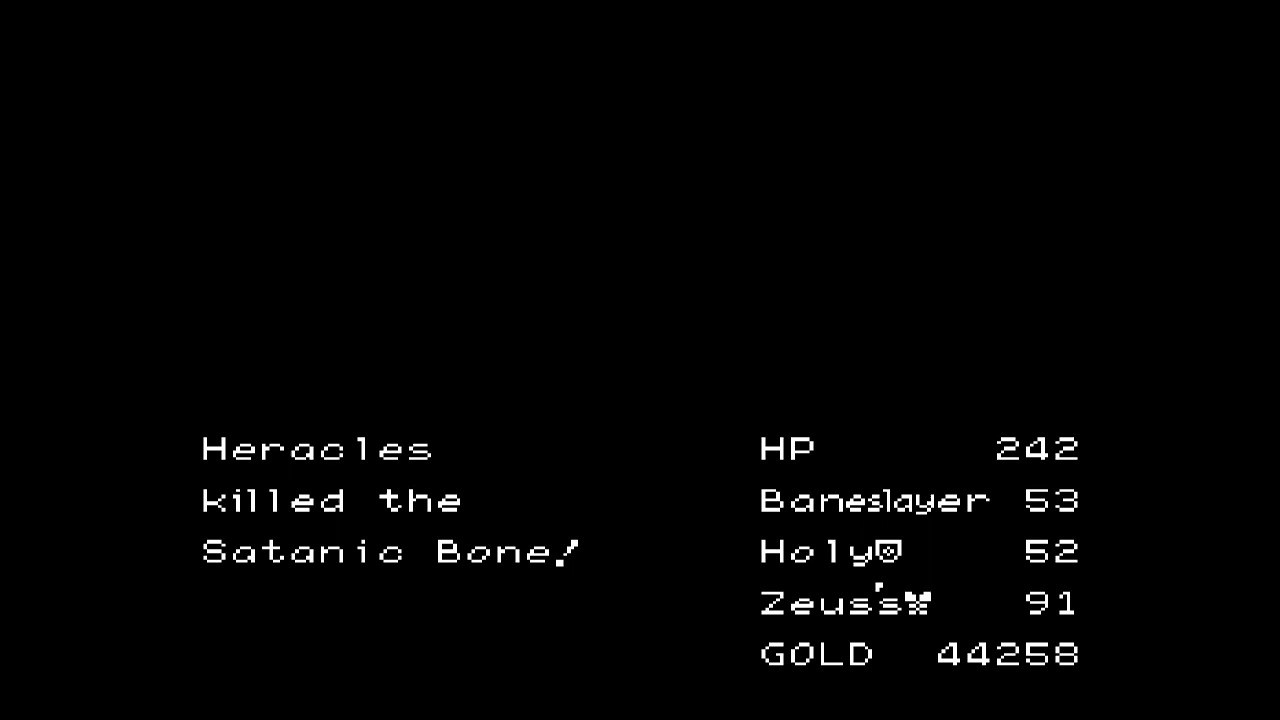 Heracles
killed the
Satanic Bone!
HP 242
Baneslayer 53
Holy 52
Zeus's 91
GOLD 44258